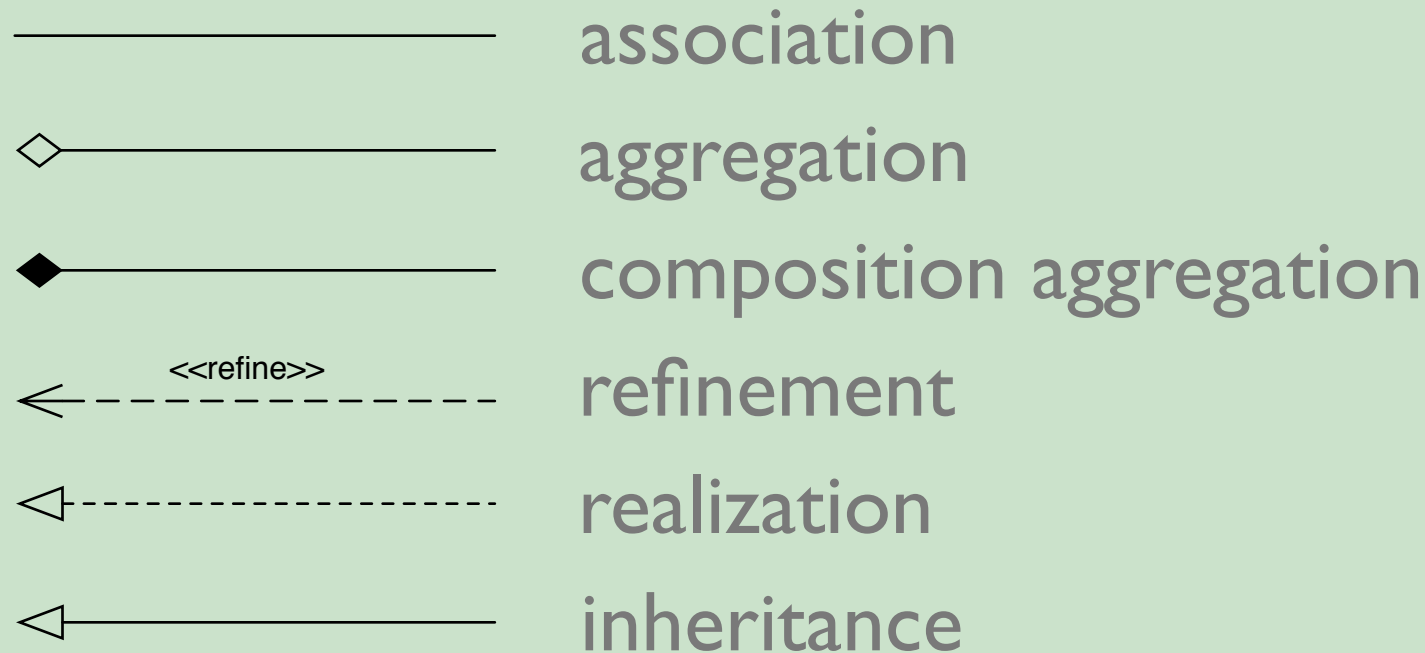 association
aggregation
composition aggregation
<<refine>>
refinement
realization
inheritance